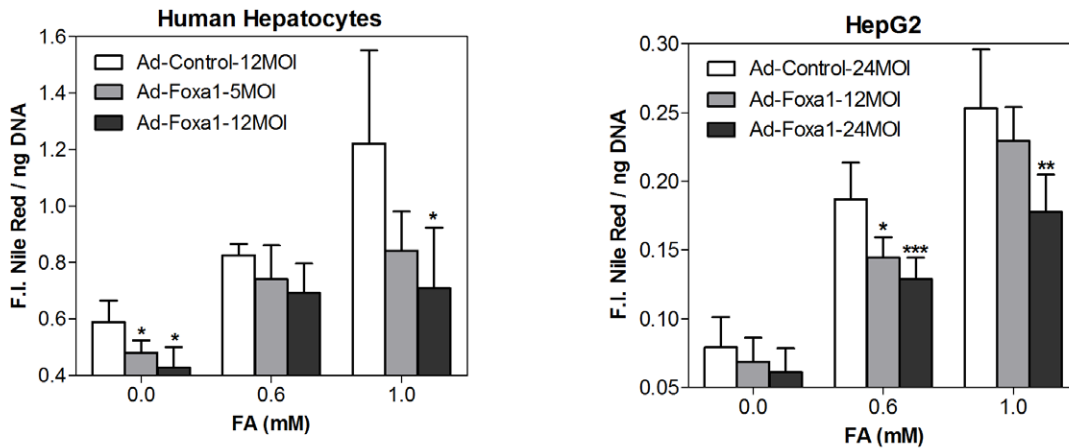 Human Hepatocytes
F.I. Nile Red / ng DNA
1.6
1.4
1.2
1.0
0.8
0.6
0.4
Ad-Control-12MOI
Ad-Foxa1-5MOI
Ad-Foxa1-12MOI
* * *
0.0 0.6 1.0
FA (mM)
HepG2
F.I. Nile Red / ng DNA
0.30
0.25
0.20
0.15
0.10
0.05
Ad-Control-24MOI
Ad-Foxa1-12MOI
Ad-Foxa1-24MOI
* *** **
0.0 0.6 1.0
FA (mM)